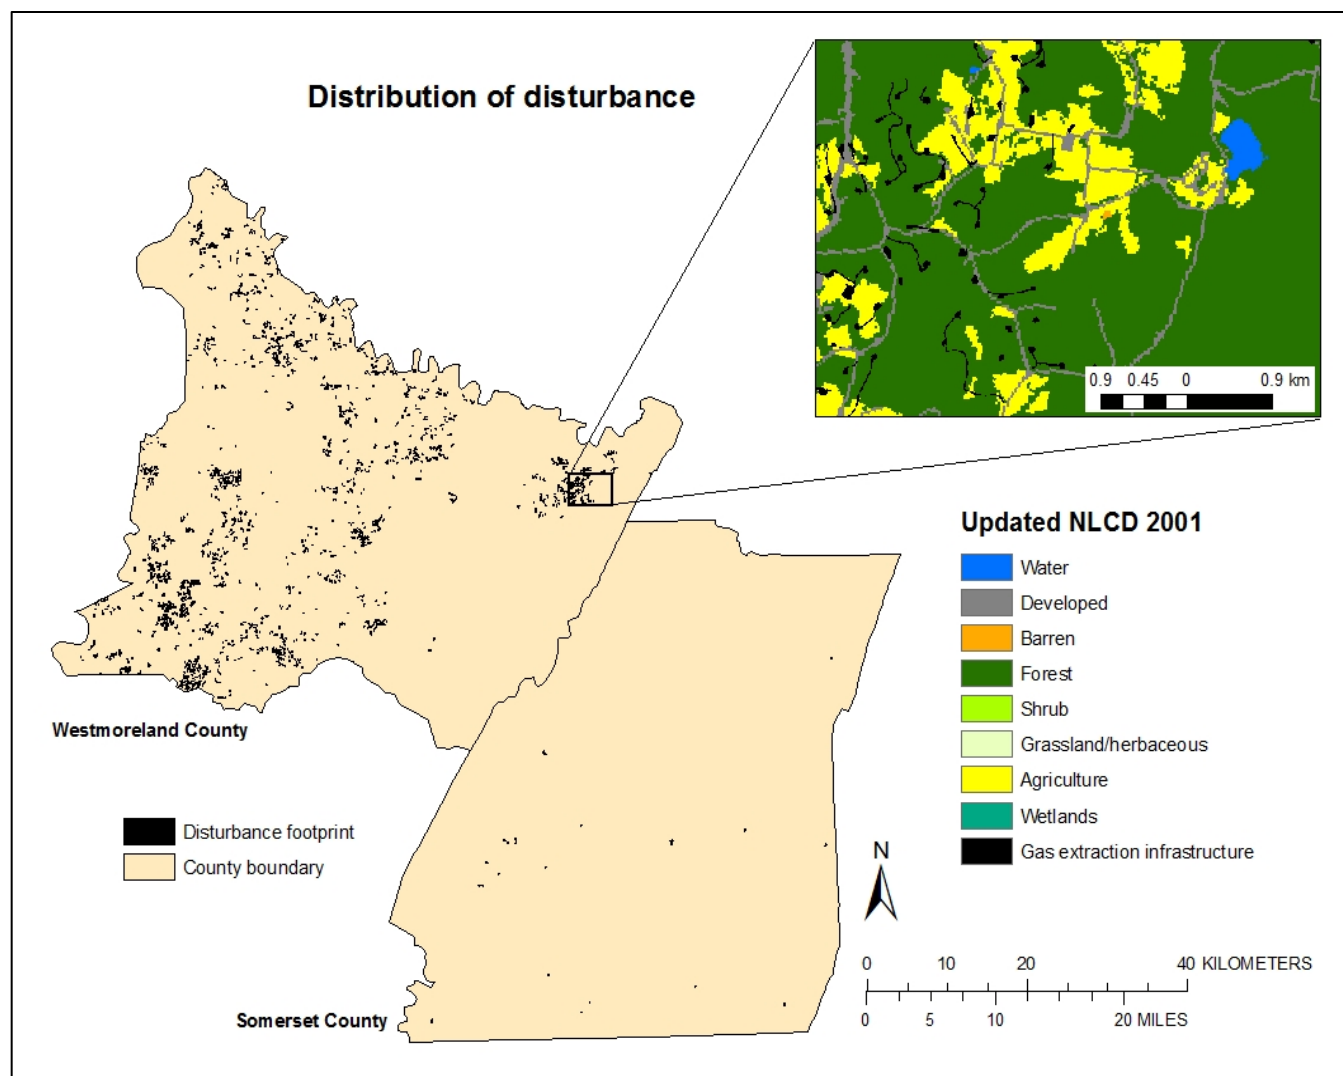 Distribution of disturbance
0.9 0.45 0 0.9 km
Westmoreland County
Disturbance footprint
County boundary
Somerset County
Updated NLCD 2001
Water
Developed
Barren
Forest
Shrub
Grassland/herbaceous
Agriculture
Wetlands
Gas extraction infrastructure
N
0 10 20 40 KILOMETERS
0 5 10 20 MILES